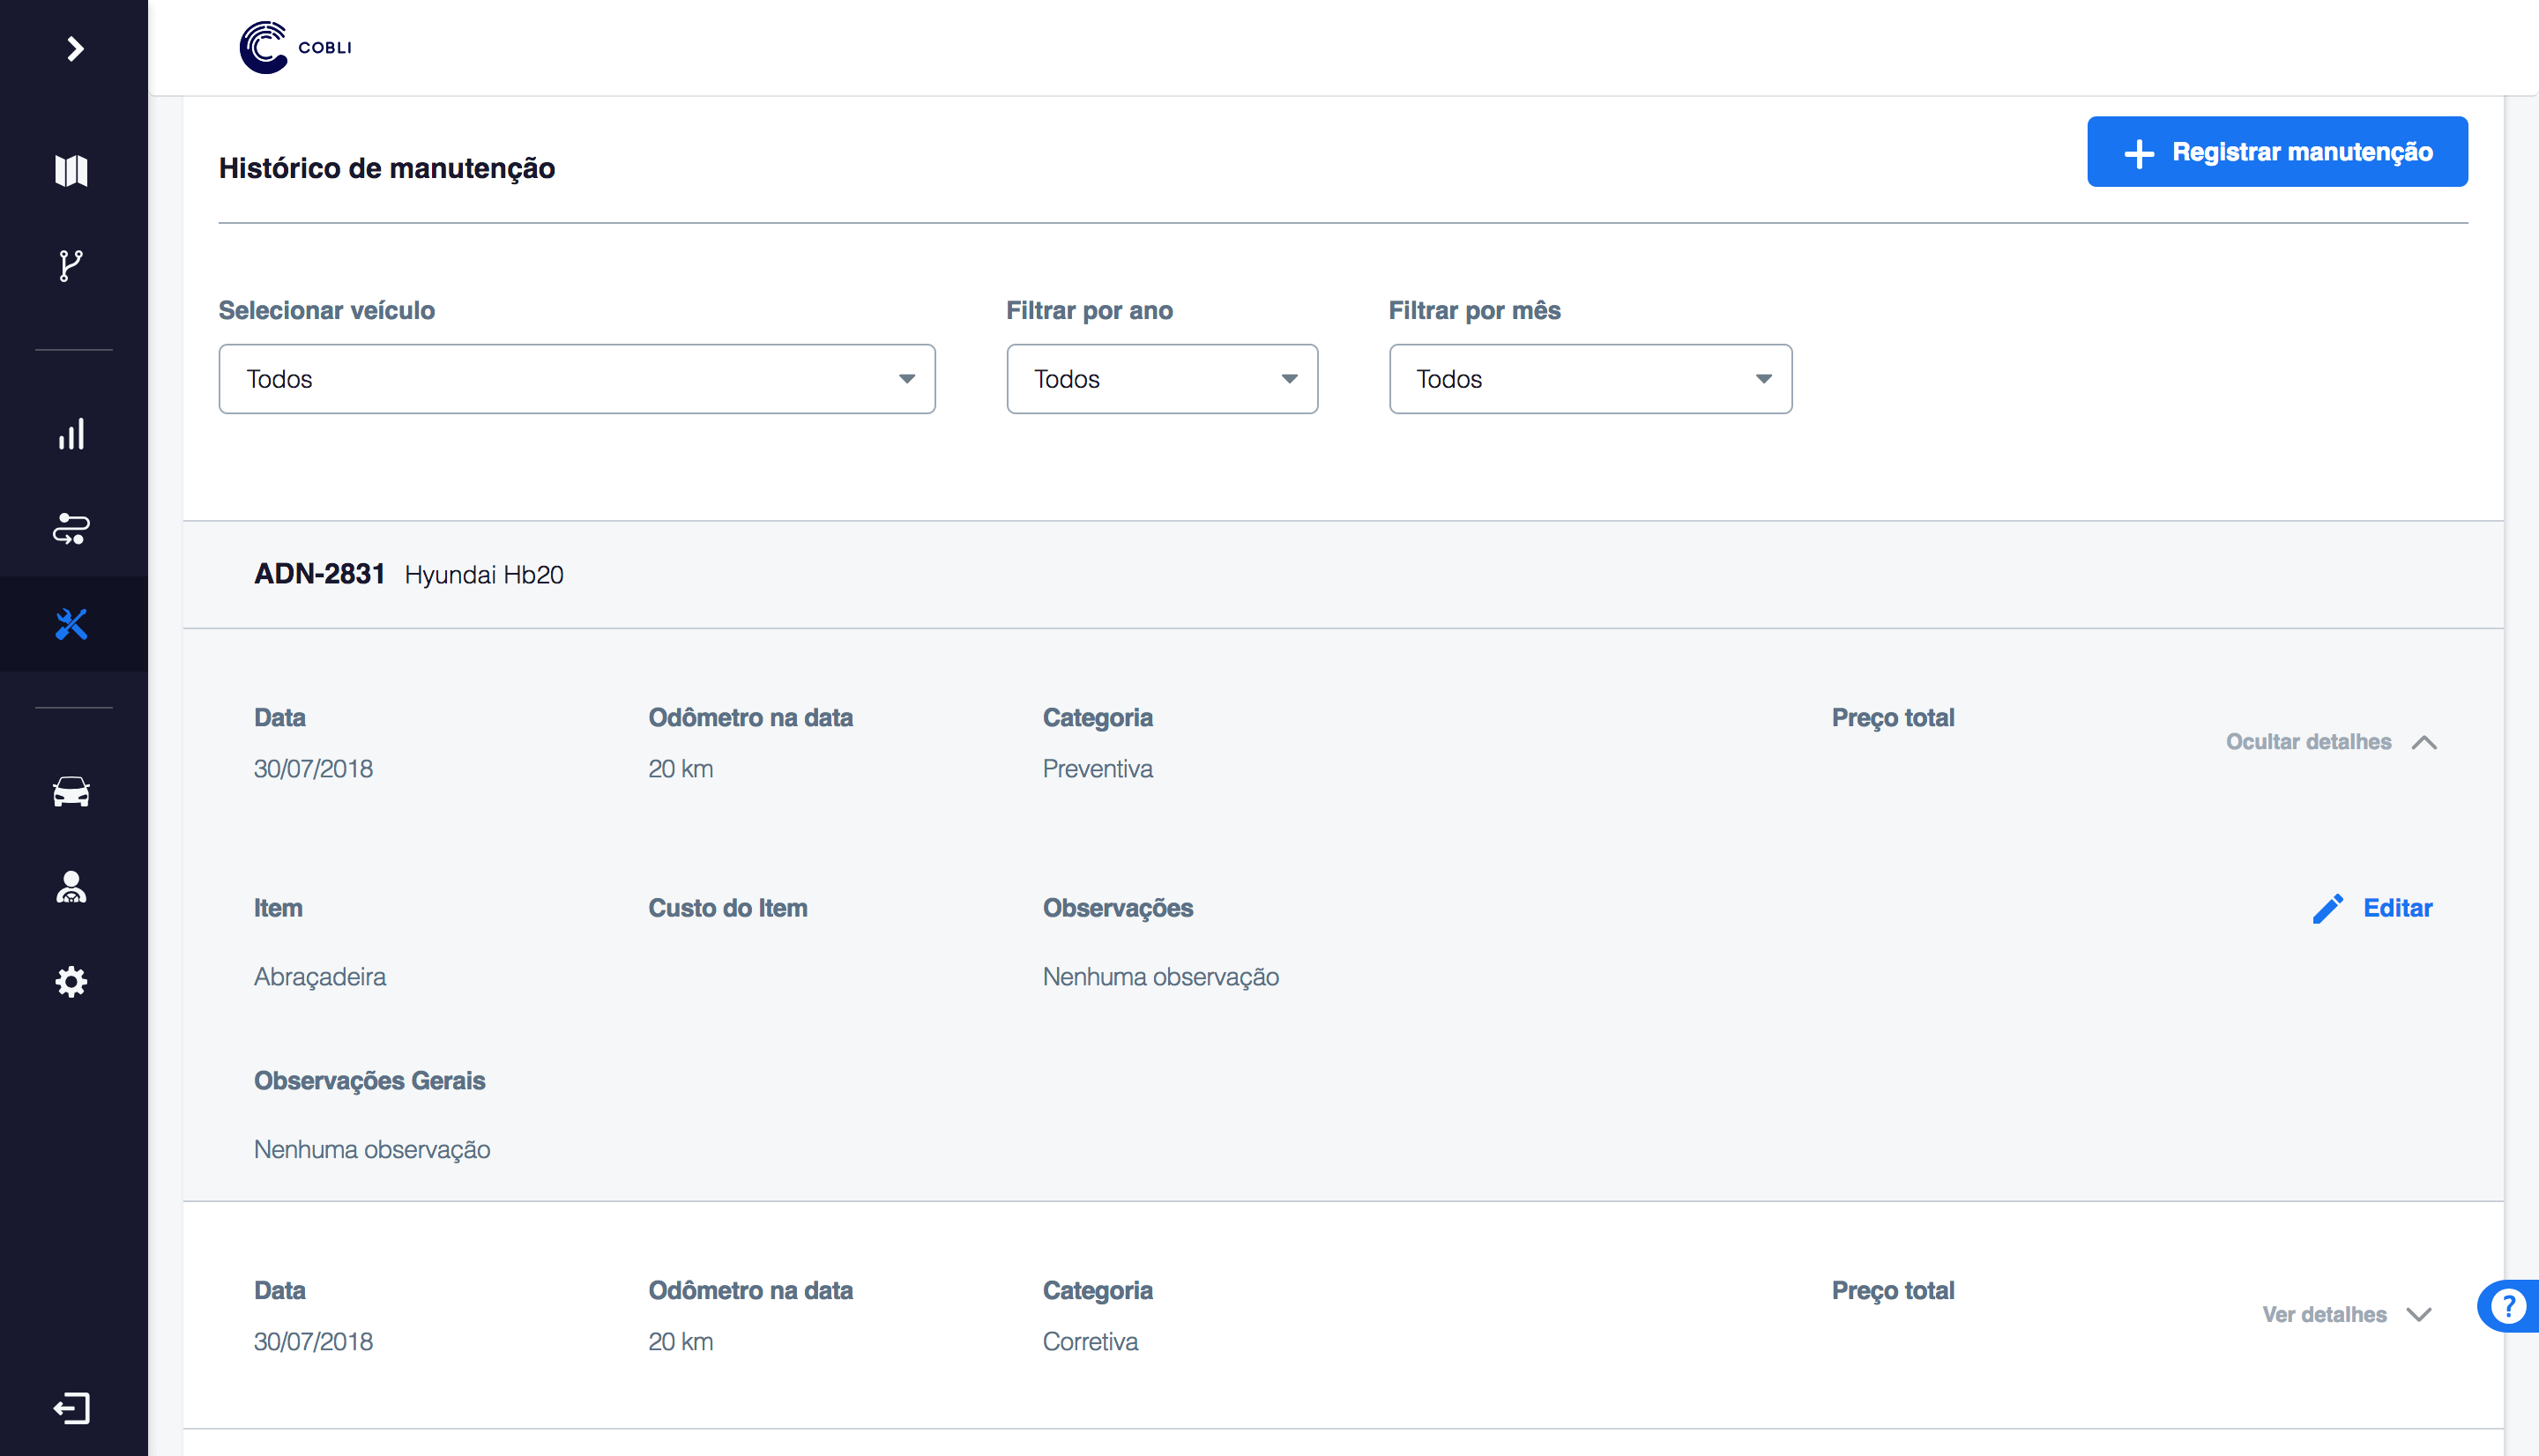 COBLI
Histórico de manutenção
Registrar manutenção
Selecionar veículo
Filtrar por ano
Filtrar por mês
Todos
Todos
Todos
ADN-2831 Hyundai Hb20
Data
Odômetro na data
Categoria
Preço total
30/07/2018
20 km
Preventiva
Ocultar detalhes
Item
Custo do Item
Observações
Editar
Abraçadeira
Nenhuma observação
Observações Gerais
Nenhuma observação
Data
Odômetro na data
Categoria
Preço total
30/07/2018
20 km
Corretiva
Ver detalhes
?